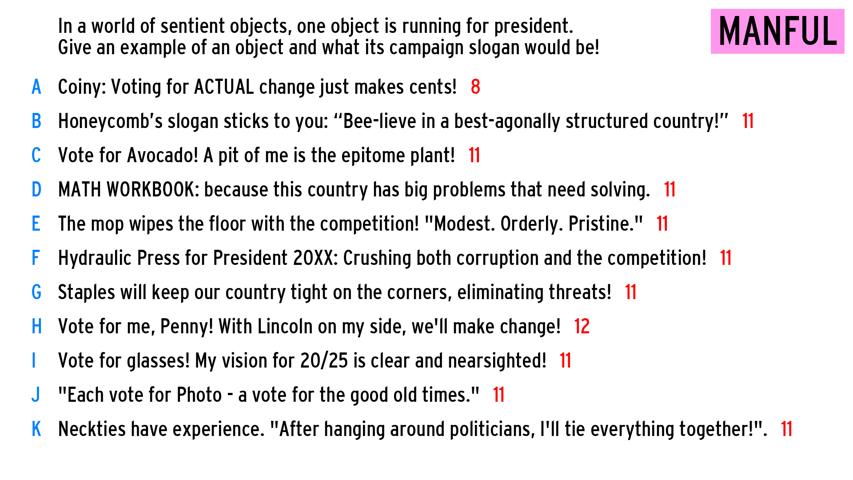 In a world of sentient objects, one object is running for president.
Give an example of an object and what its campaign slogan would be!
MANFUL
A Coiny: Voting for ACTUAL change just makes cents! 8
B Honeycomb's slogan sticks to you: “Bee-lieve in a best-agonally structured country!” 11
C Vote for Avocado! A pit of me is the epitome plant! 11
D MATH WORKBOOK: because this country has big problems that need solving. 11
E The mop wipes the floor with the competition! "Modest. Orderly. Pristine." 11
F Hydraulic Press for President 20XX: Crushing both corruption and the competition! 11
G Staples will keep our country tight on the corners, eliminating threats! 11
H Vote for me, Penny! With Lincoln on my side, we'll make change! 12
I Vote for glasses! My vision for 20/25 is clear and nearsighted! 11
J "Each vote for Photo - a vote for the good old times." 11
K Neckties have experience. "After hanging around politicians, I'll tie everything together!". 11